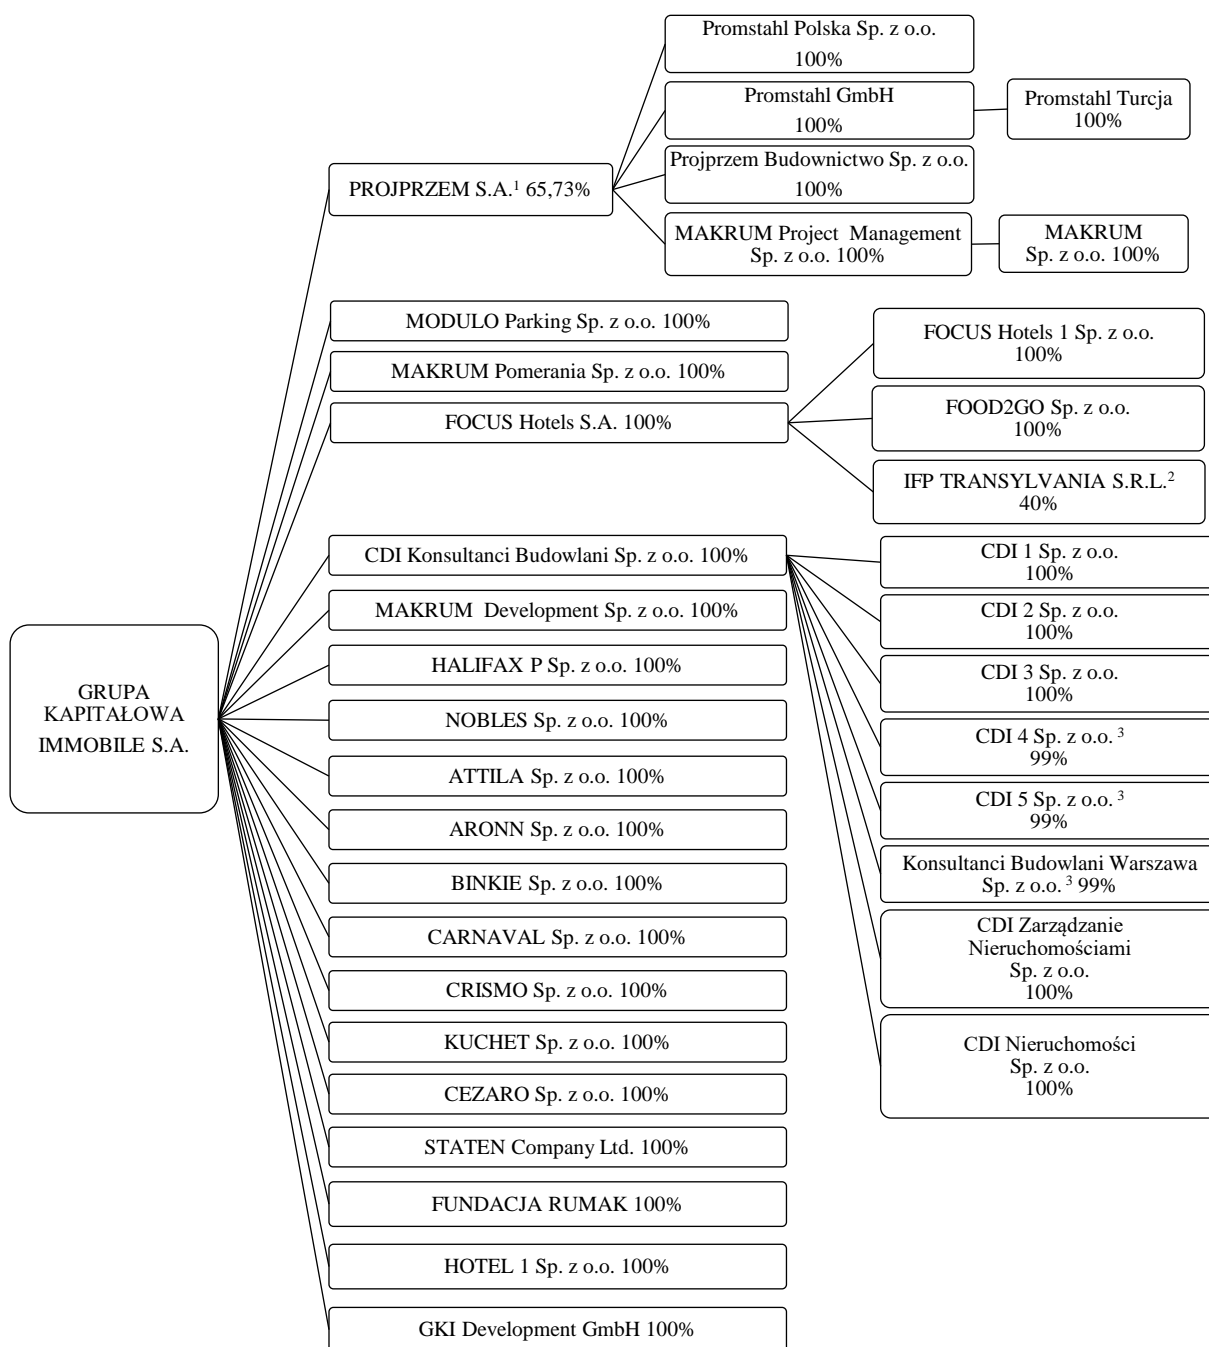 GRUPA
KAPITAŁOWA
IMMOBILE S.A.
PROJPRZEM S.A.¹ 65,73%
Promstahl Polska Sp. z o.o.
100%
Promstahl GmbH
100%
Promstahl Turcja
100%
Projprzem Budownictwo Sp. z o.o.
100%
MAKRUM Project Management
Sp. z o.o. 100%
MAKRUM
Sp. z o.o. 100%
MODULO Parking Sp. z o.o. 100%
MAKRUM Pomerania Sp. z o.o. 100%
FOCUS Hotels S.A. 100%
FOCUS Hotels 1 Sp. z o.o.
100%
FOOD2GO Sp. z o.o.
100%
IFP TRANSYLVANIA S.R.L.²
40%
CDI Konsultanci Budowlani Sp. z o.o. 100%
CDI 1 Sp. z o.o.
100%
CDI 2 Sp. z o.o.
100%
CDI 3 Sp. z o.o.
100%
CDI 4 Sp. z o.o. ³
99%
CDI 5 Sp. z o.o. ³
99%
Konsultanci Budowlani Warszawa
Sp. z o.o. ³ 99%
CDI Zarządzanie
Nieruchomościami
Sp. z o.o.
100%
CDI Nieruchomości
Sp. z o.o.
100%
MAKRUM Development Sp. z o.o. 100%
HALIFAX P Sp. z o.o. 100%
NOBLES Sp. z o.o. 100%
ATTILA Sp. z o.o. 100%
ARONN Sp. z o.o. 100%
BINKIE Sp. z o.o. 100%
CARNAVAL Sp. z o.o. 100%
CRISMO Sp. z o.o. 100%
KUCHET Sp. z o.o. 100%
CEZARO Sp. z o.o. 100%
STATEN Company Ltd. 100%
FUNDACJA RUMAK 100%
HOTEL 1 Sp. z o.o. 100%
GKI Development GmbH 100%